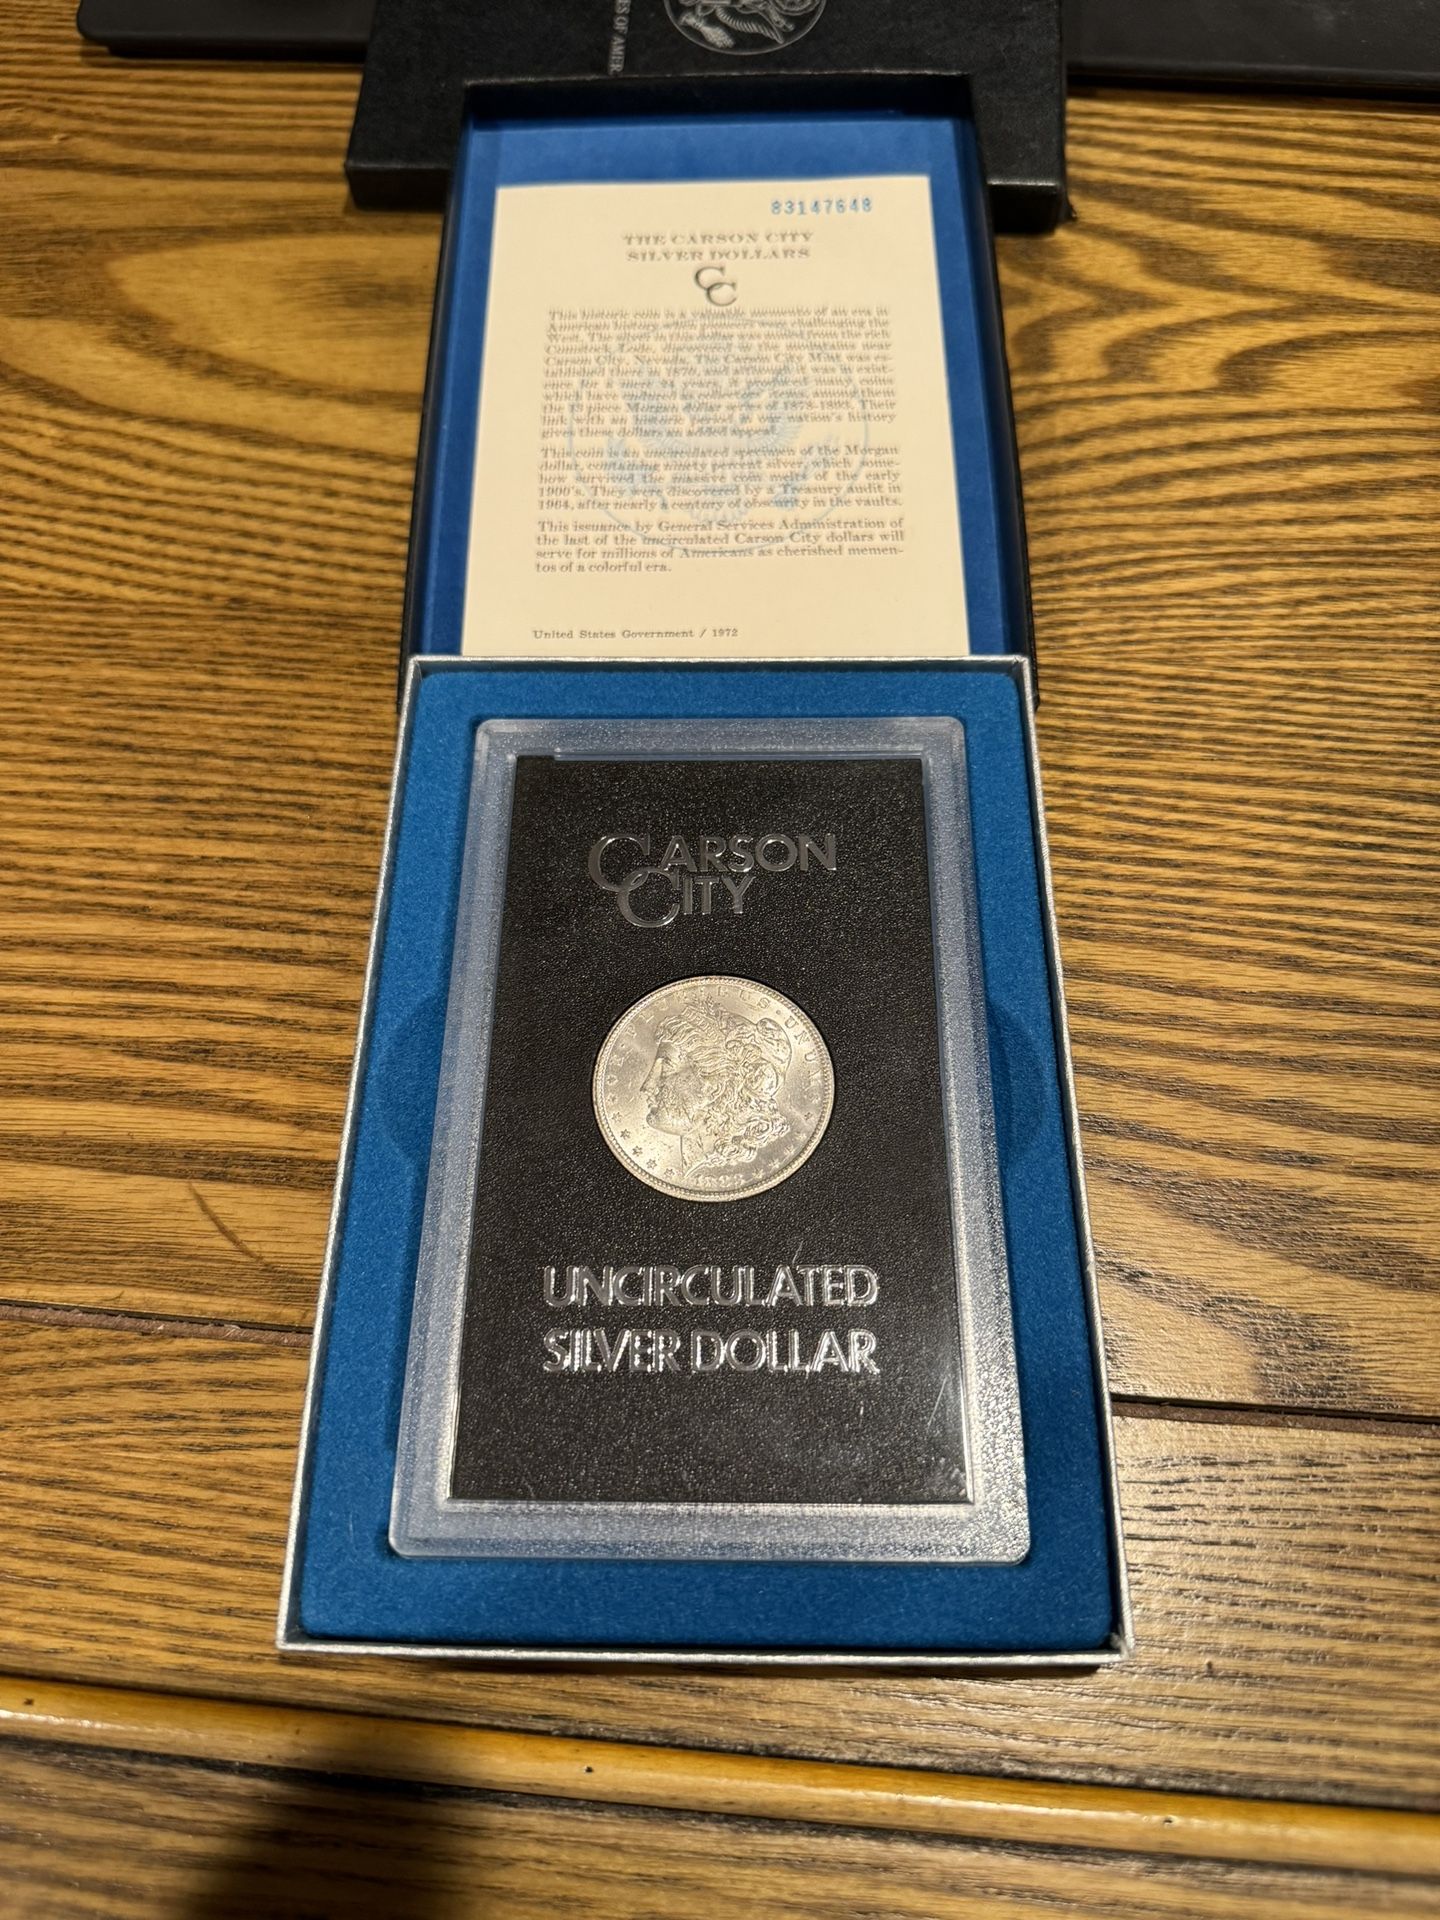 S OF AMER
83147648
THE CARSON CITY
SILVER DOLLARS
CC
This historic coin is a valuable memento of an era in
American history when pioneers were challenging the
West. The silver in this dollar was mined from the rich
Comstock Lode, discovered in the mountains near
Carson City, Nevada. The Carson City Mint was es-
tablished there in 1870, and although it was in exist-
ence for a mere 24 years, it produced many coins
which have endured as collector items, among them
the 13 piece Morgan dollar series of 1878-1893. Their
link with an historic period in our nation's history
gives these dollars an added appeal.
This coin is an uncirculated specimen of the Morgan
dollar, containing ninety percent silver, which some-
how survived the massive coin melts of the early
1900's. They were discovered by a Treasury audit in
1964, after nearly a century of obscurity in the vaults.
This issuance by General Services Administration of
the last of the uncirculated Carson City dollars will
serve for millions of Americans as cherished memen-
tos of a colorful era.
United States Government / 1972
CARSON
CITY
E PLURIBUS UNUM
1883
UNCIRCULATED
SILVER DOLLAR